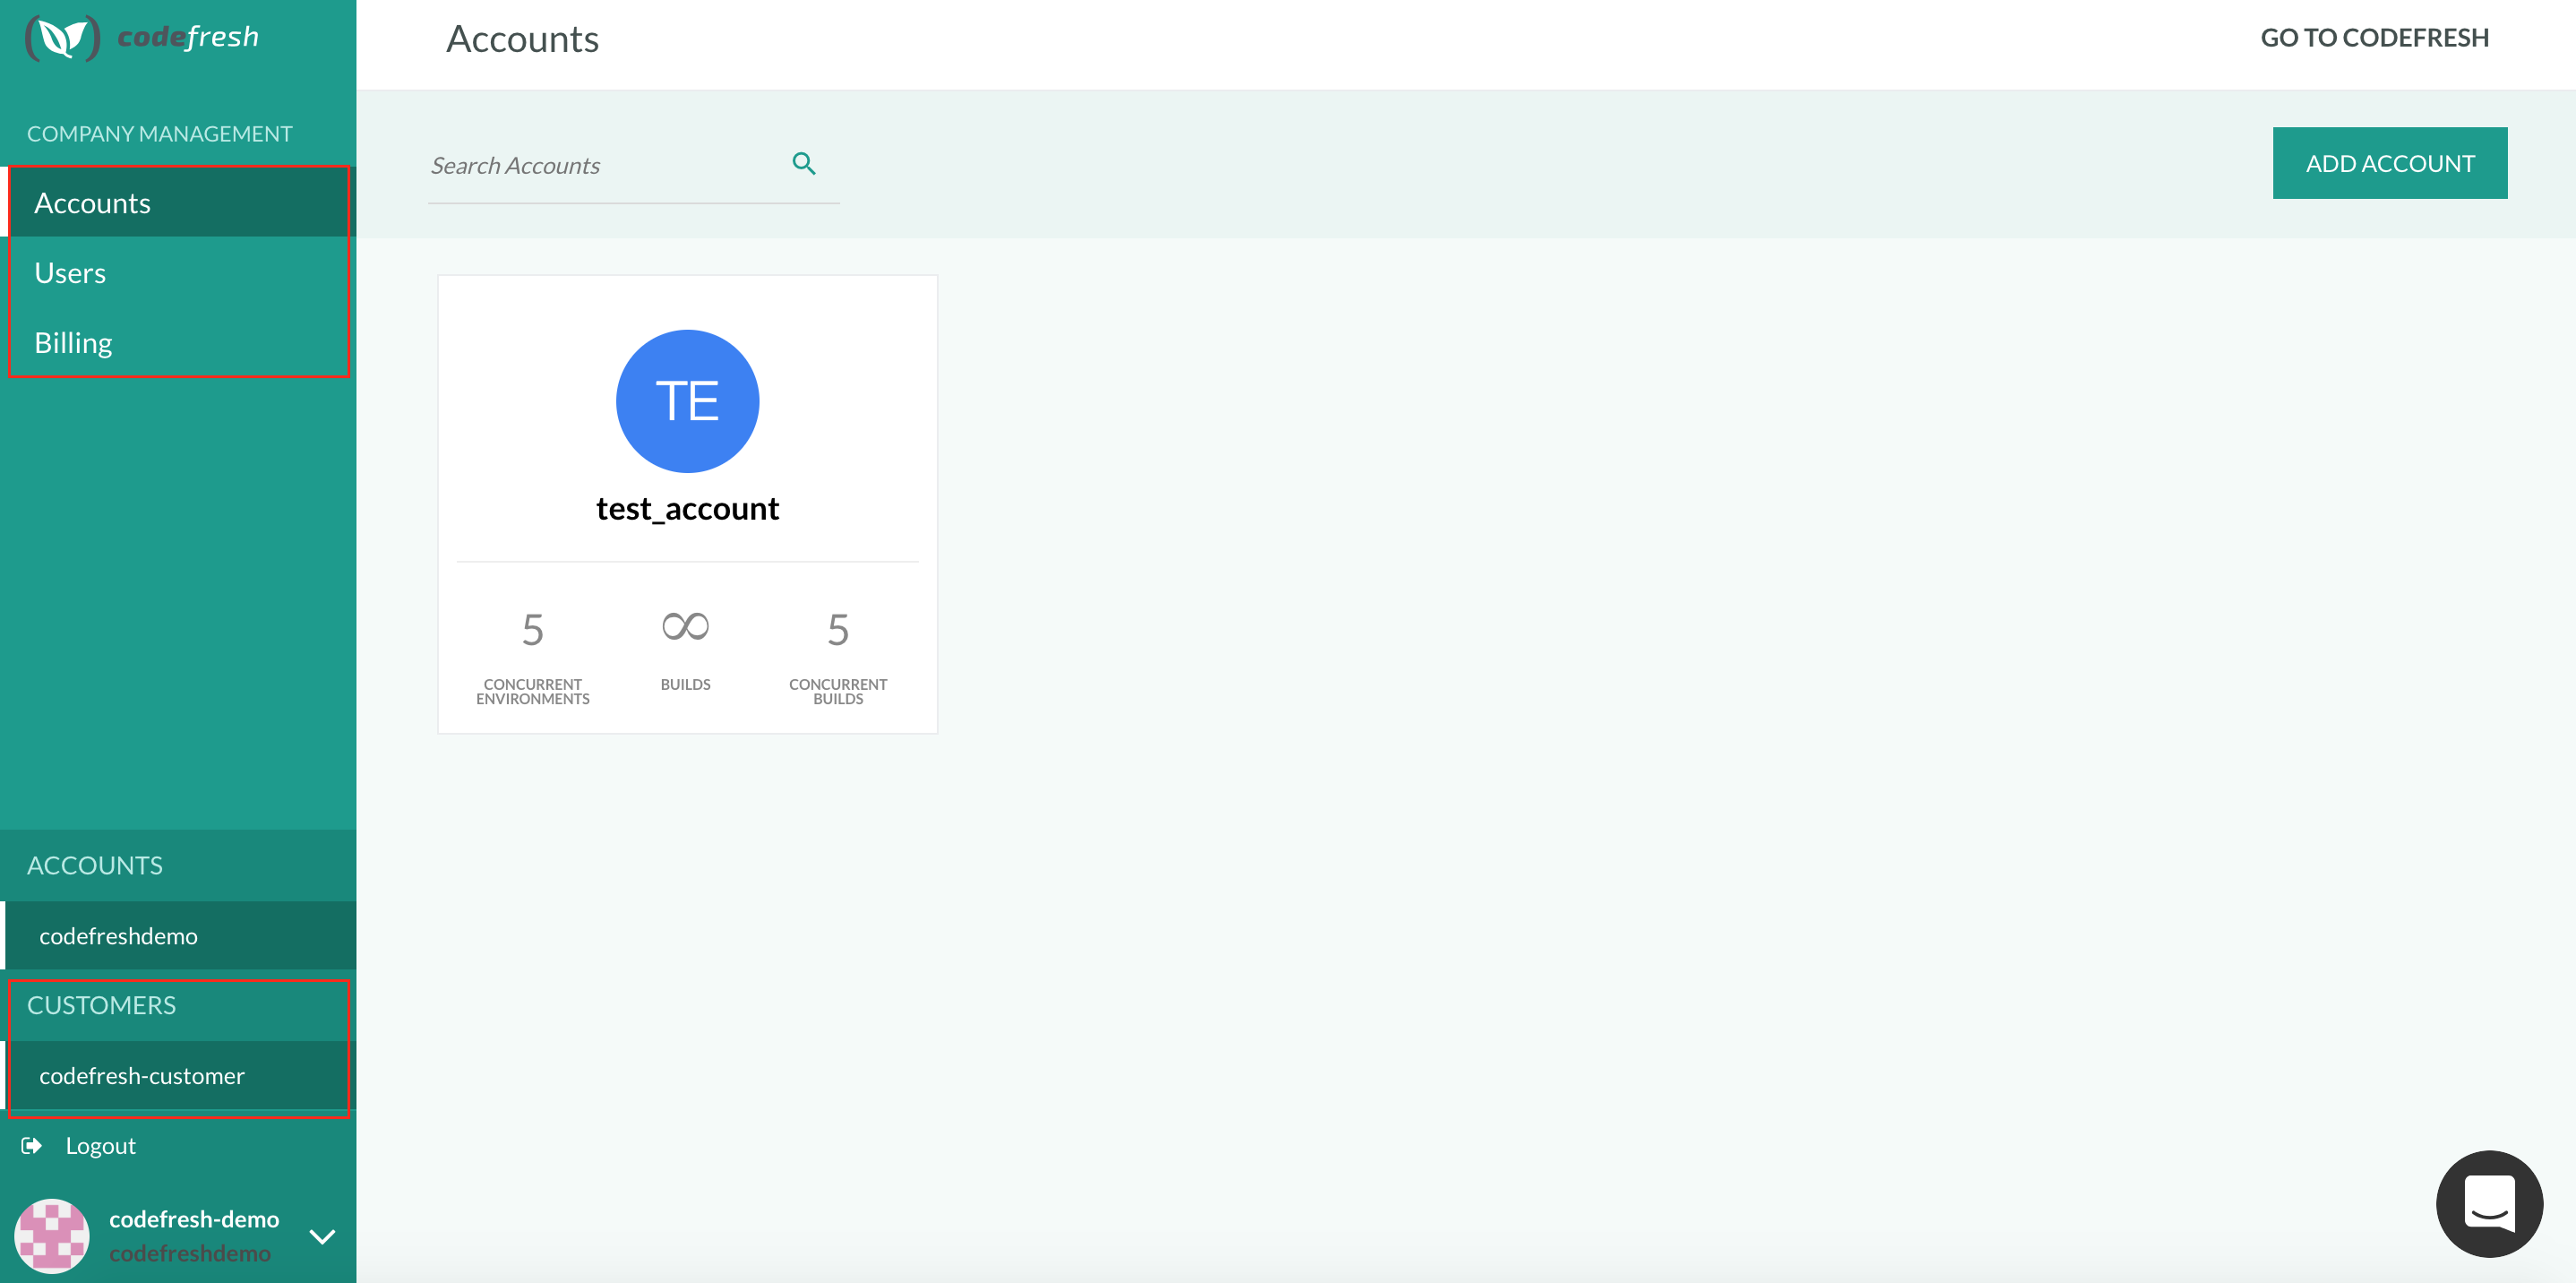 codefresh
COMPANY MANAGEMENT
Accounts
Users
Billing
ACCOUNTS
codefreshdemo
CUSTOMERS
codefresh-customer
Logout
codefresh-demo
codefreshdemo
Accounts
GO TO CODEFRESH
Search Accounts
ADD ACCOUNT
TE
test_account
5
CONCURRENT
ENVIRONMENTS
∞
BUILDS
5
CONCURRENT
BUILDS